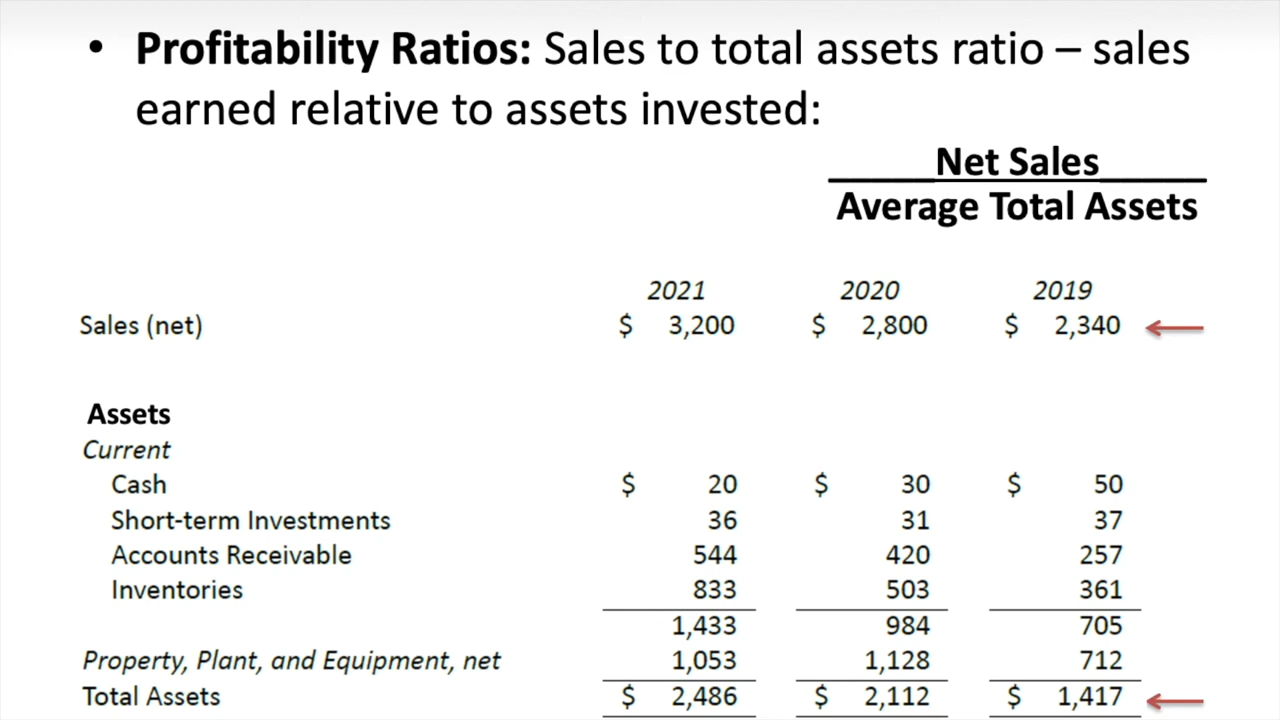 • Profitability Ratios: Sales to total assets ratio – sales
earned relative to assets invested:
Net Sales
Average Total Assets
2021 2020 2019
Sales (net) $ 3,200 $ 2,800 $ 2,340
Assets
Current
Cash $ 20 $ 30 $ 50
Short-term Investments 36 31 37
Accounts Receivable 544 420 257
Inventories 833 503 361
1,433 984 705
Property, Plant, and Equipment, net 1,053 1,128 712
Total Assets $ 2,486 $ 2,112 $ 1,417